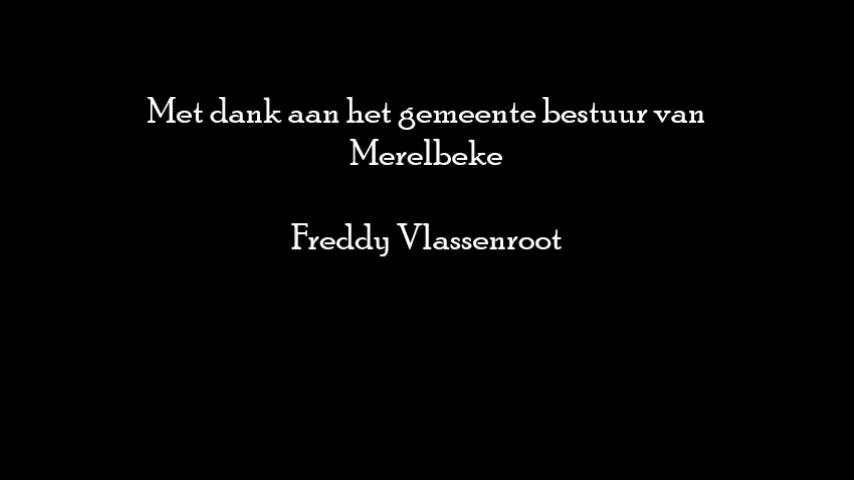 Met dank aan het gemeente bestuur van
Merelbeke
Freddy Vlassenroot